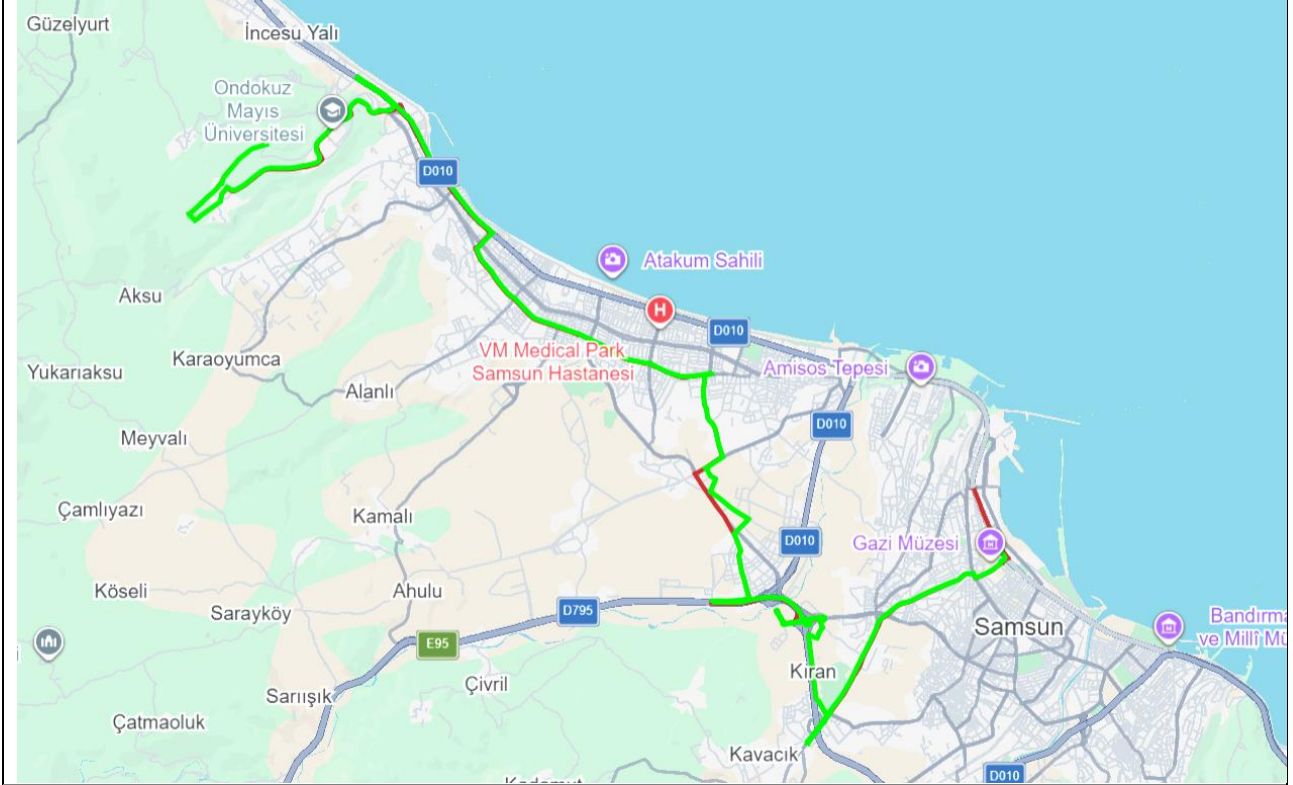 Güzelyurt
İncesu Yalı
Ondokuz
Mayıs
Üniversitesi
D010
Atakum Sahili
Aksu
H
D010
VM Medical Park
Samsun Hastanesi
Karaoyumca
Yukarıaksu
Amisos Tepesi
Alanlı
D010
Meyvalı
Çamlıyazı
Kamalı
D010
Gazi Müzesi
Köseli
Ahulu
Sarayköy
D795
Samsun
Bandırma
ve Millî Mü
E95
Kıran
Çivril
Sarıışık
Çatmaoluk
Kavacık
D010